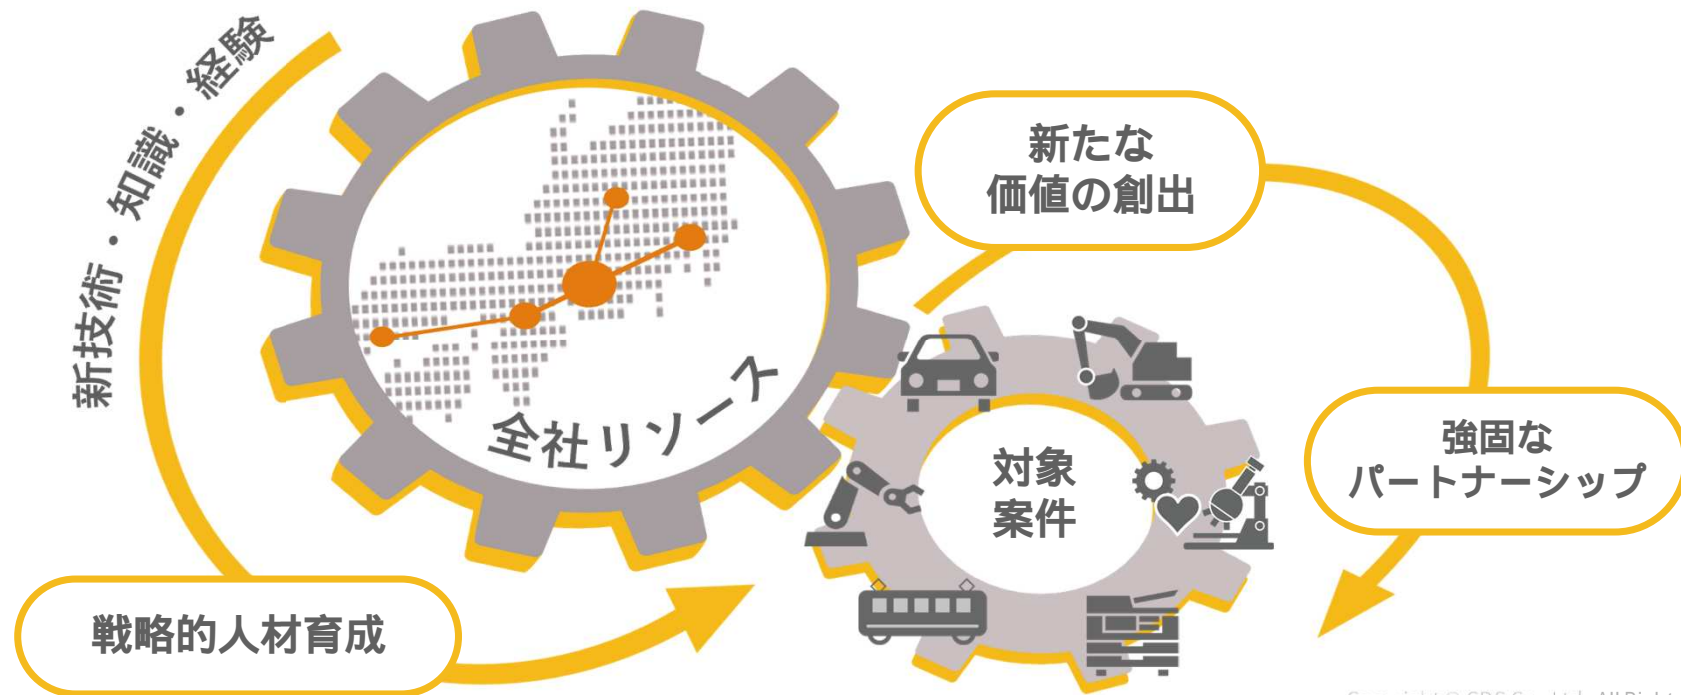 新技術・知識・経験
全社リソース
新たな
価値の創出
対象
案件
強固な
パートナーシップ
戦略的人材育成